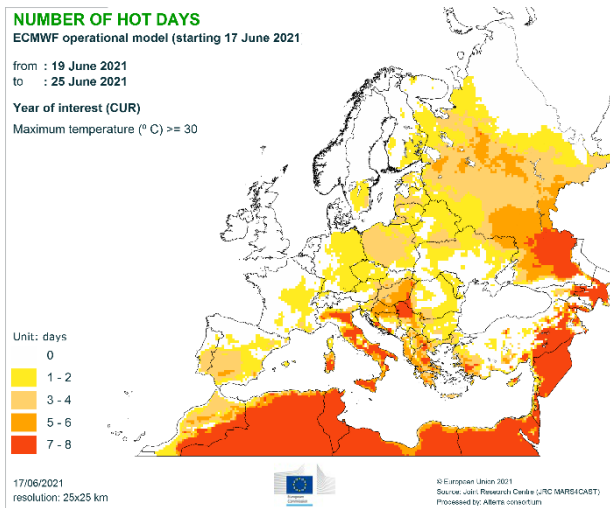 NUMBER OF HOT DAYS
ECMWF operational model (starting 17 June 2021
from : 19 June 2021
to : 25 June 2021
Year of interest (CUR)
Maximum temperature (º C) >= 30
Unit: days
0
1 - 2
3 - 4
5 - 6
7 - 8
17/06/2021
resolution: 25x25 km
European
Commission
© European Union 2021
Source: Joint Research Centre (JRC MARS4CAST)
Processed by: Alterra consortium